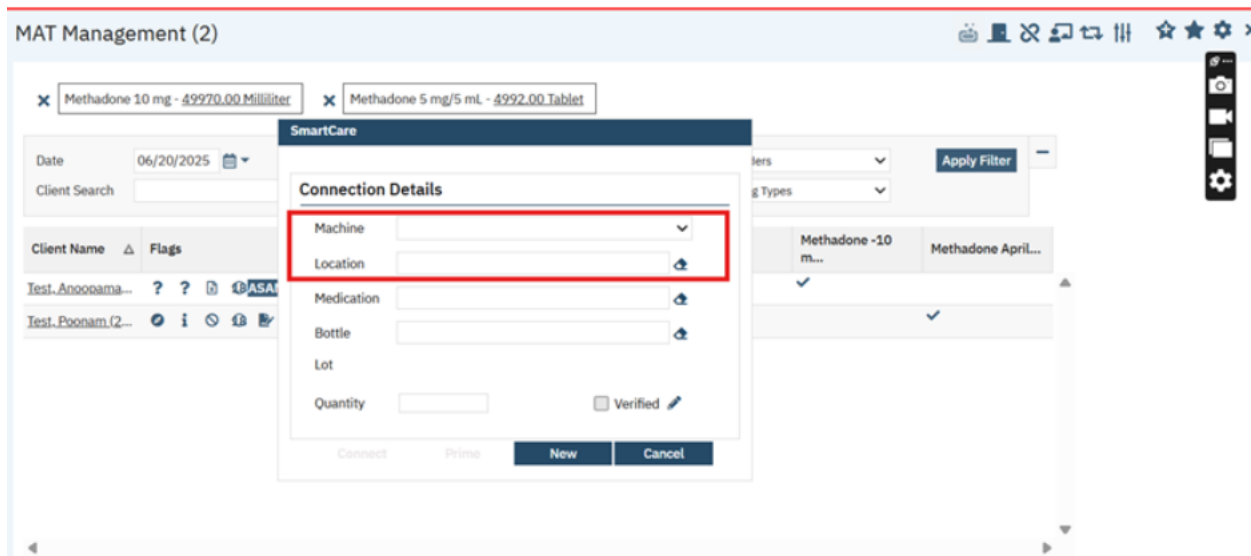 MAT Management (2)
Methadone 10 mg - 49970.00 Milliliter
Methadone 5 mg/5 mL - 4992.00 Tablet
SmartCare
Date 06/20/2025
Apply Filter
Client Search
Types
Connection Details
Machine
Location
Medication
Bottle
Lot
Quantity
Verified
Connect Prime New Cancel
Client Name Flags
Methadone -10 m...
Methadone April...
Test, Anoopama...
Test, Poonam (2...